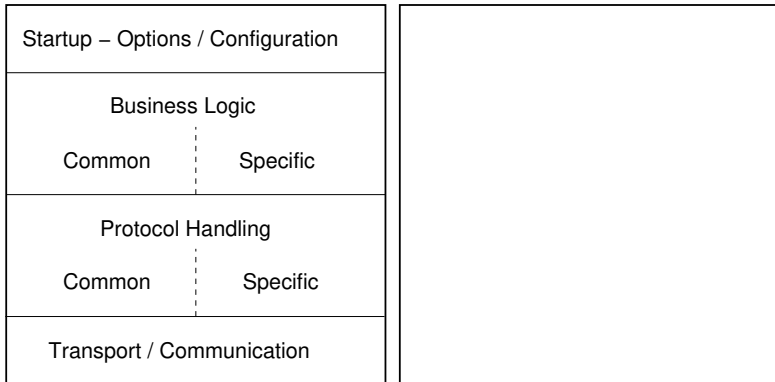 Startup – Options / Configuration
Business Logic
Common Specific
Protocol Handling
Common Specific
Transport / Communication